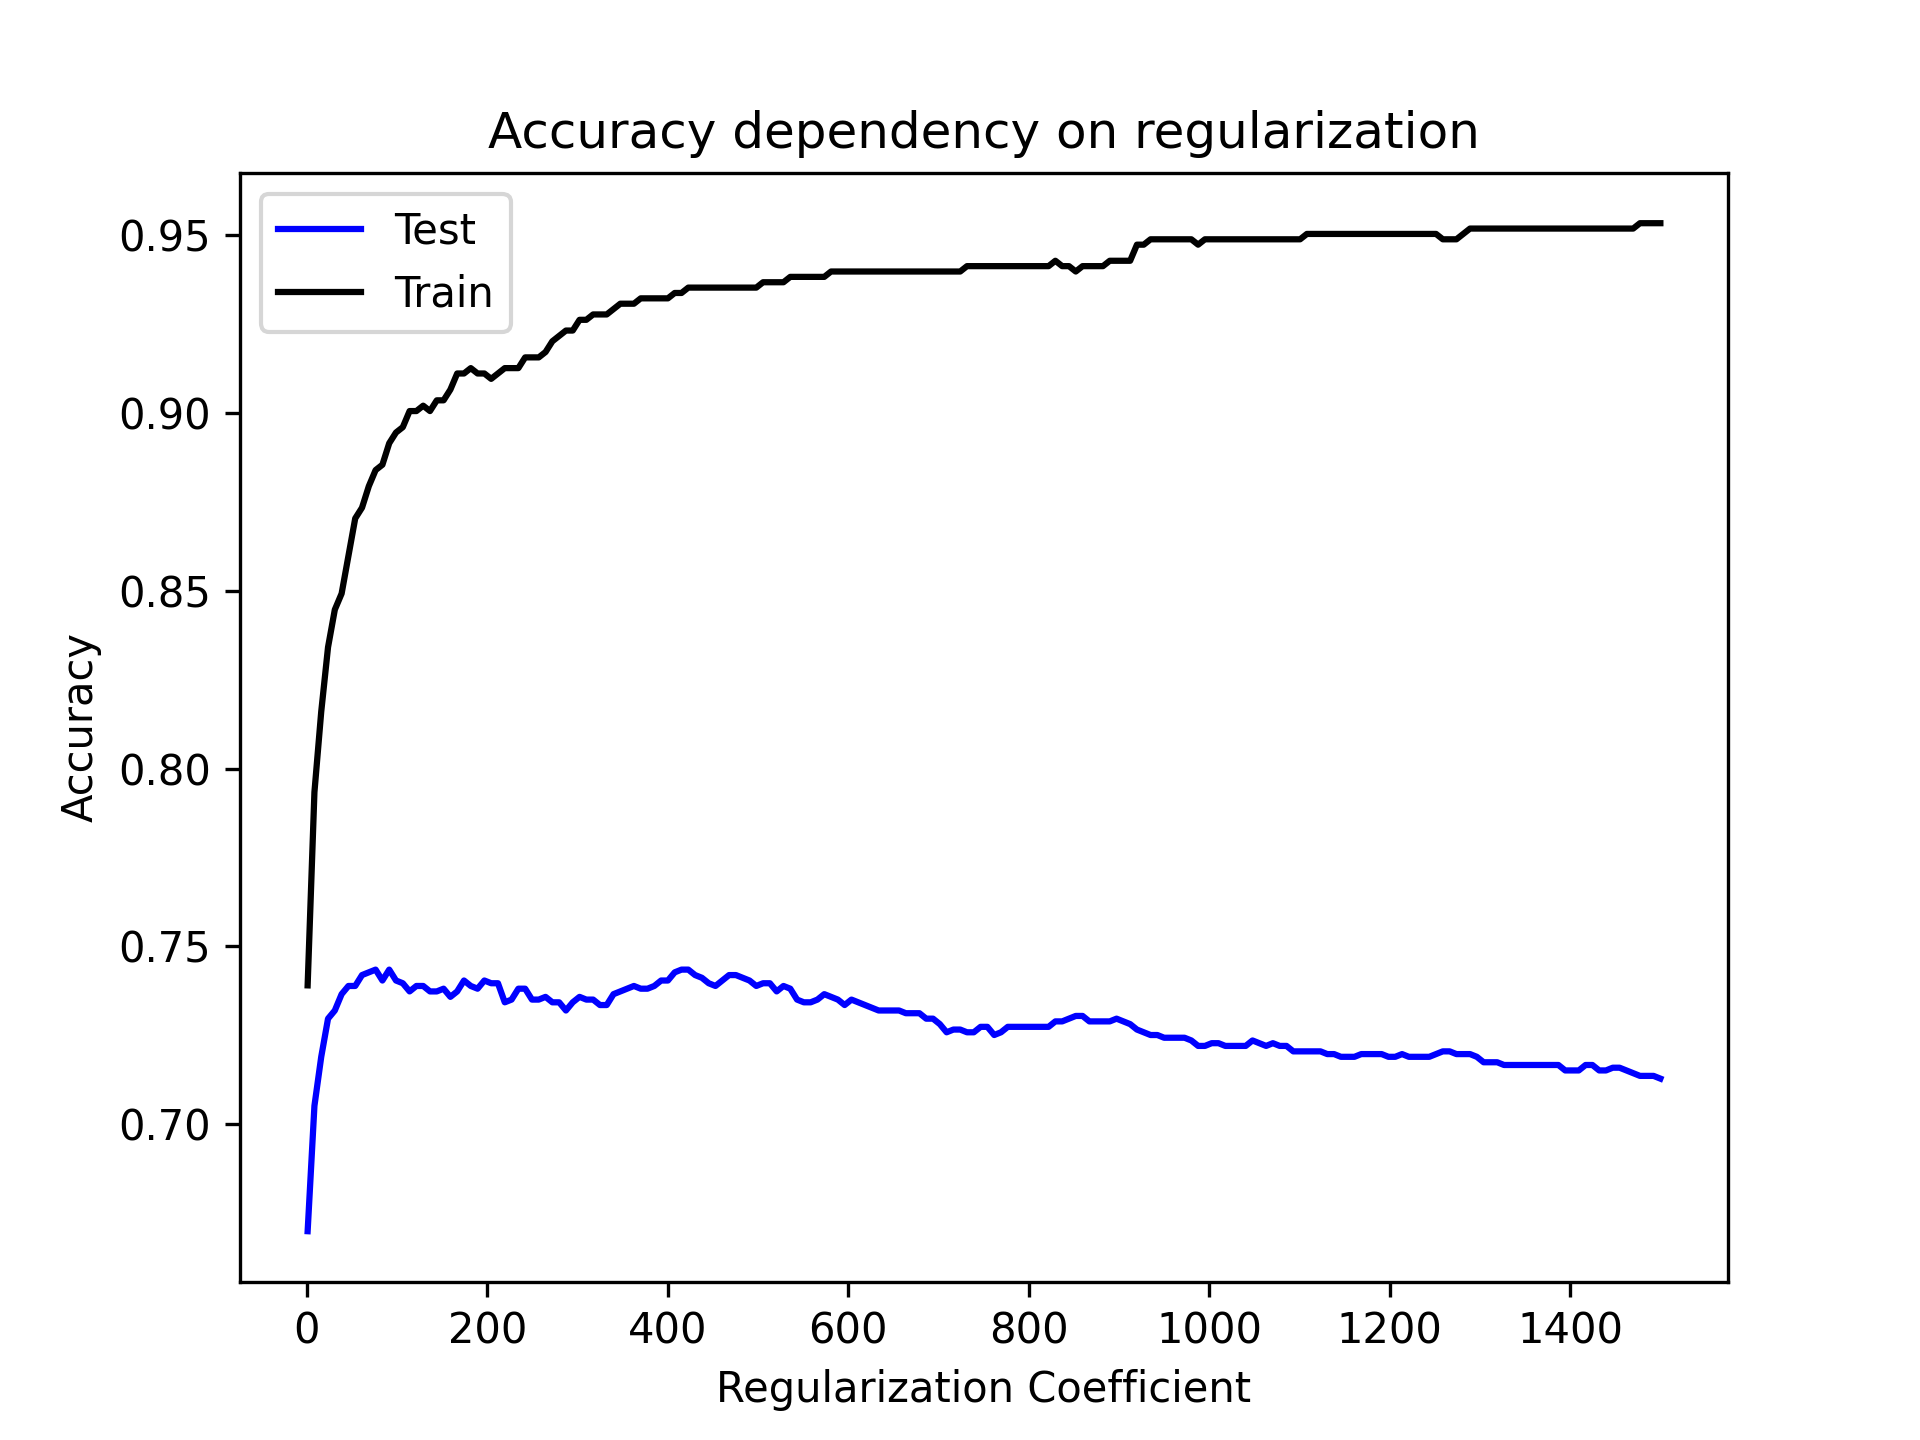 Accuracy dependency on regularization
Test
Train
0.95
0.90
0.85
0.80
0.75
0.70
Accuracy
0 200 400 600 800 1000 1200 1400
Regularization Coefficient